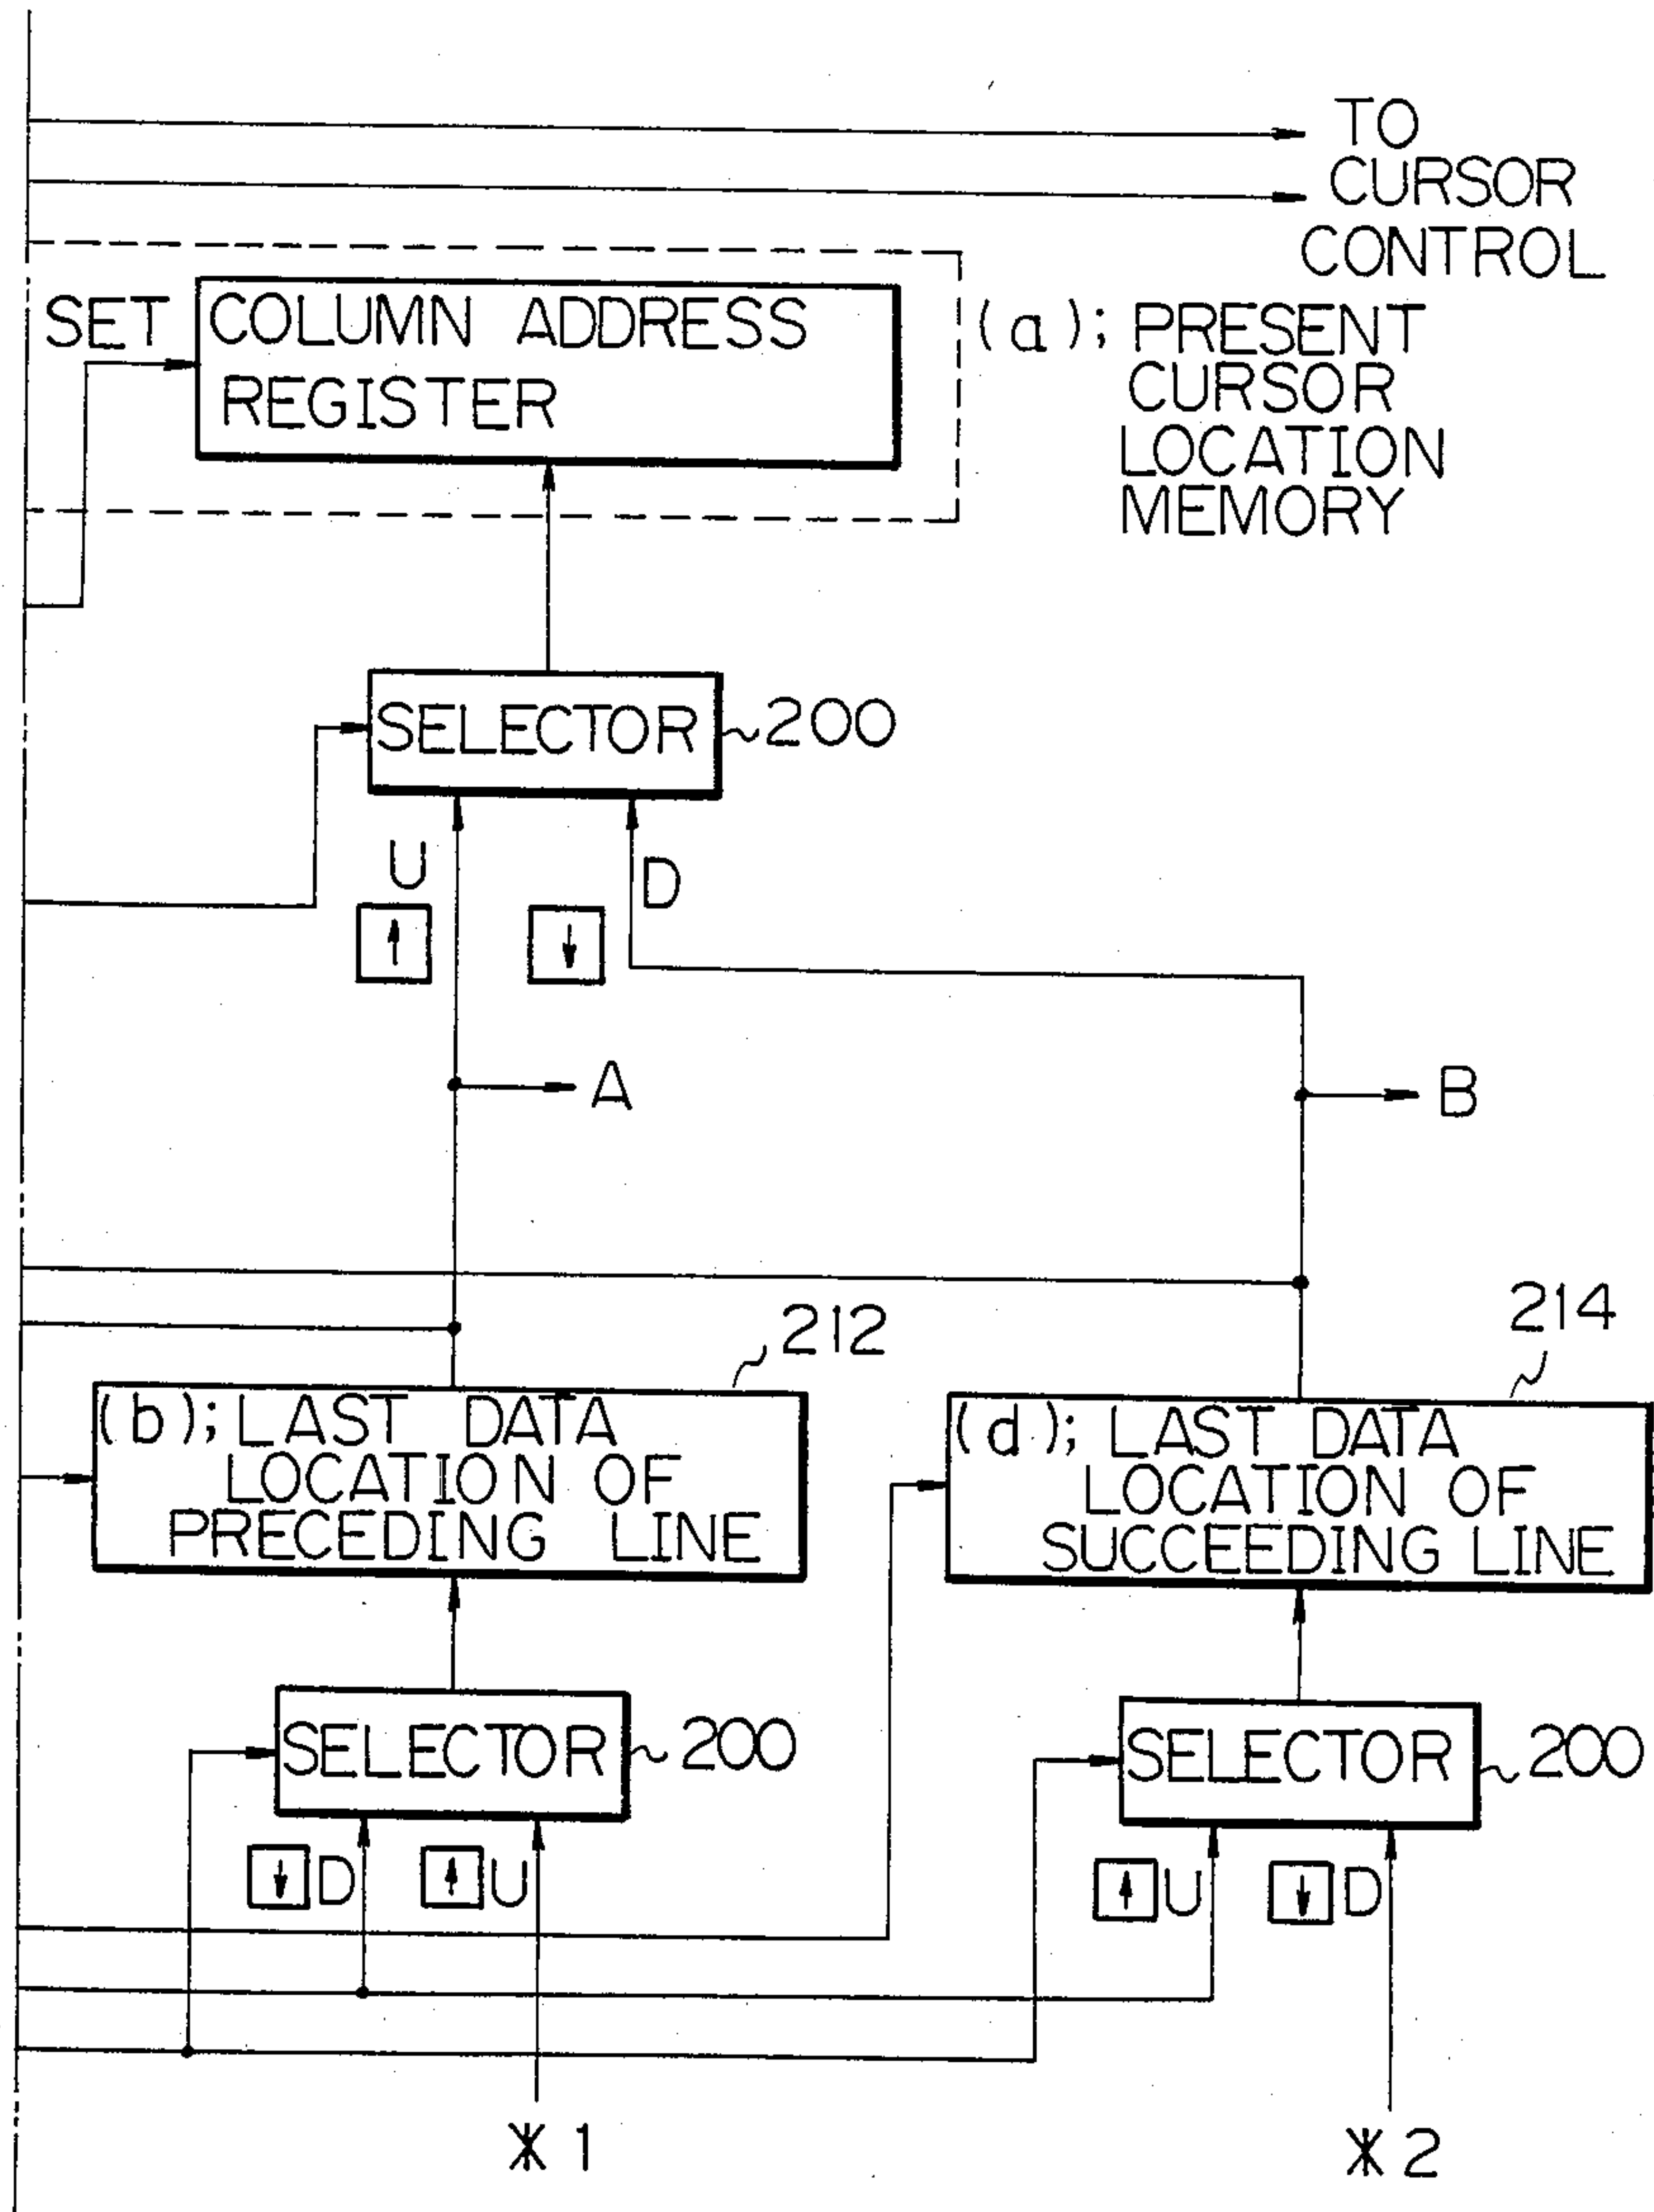 TO
CURSOR
CONTROL
SET
COLUMN ADDRESS
REGISTER
(a); PRESENT
CURSOR
LOCATION
MEMORY
SELECTOR
200
U
D
↑
↓
A
B
212
214
(b); LAST DATA
LOCATION OF
PRECEDING LINE
(d); LAST DATA
LOCATION OF
SUCCEEDING LINE
SELECTOR
200
SELECTOR
200
↓ D
↑ U
↑ U
↓ D
※1
※2